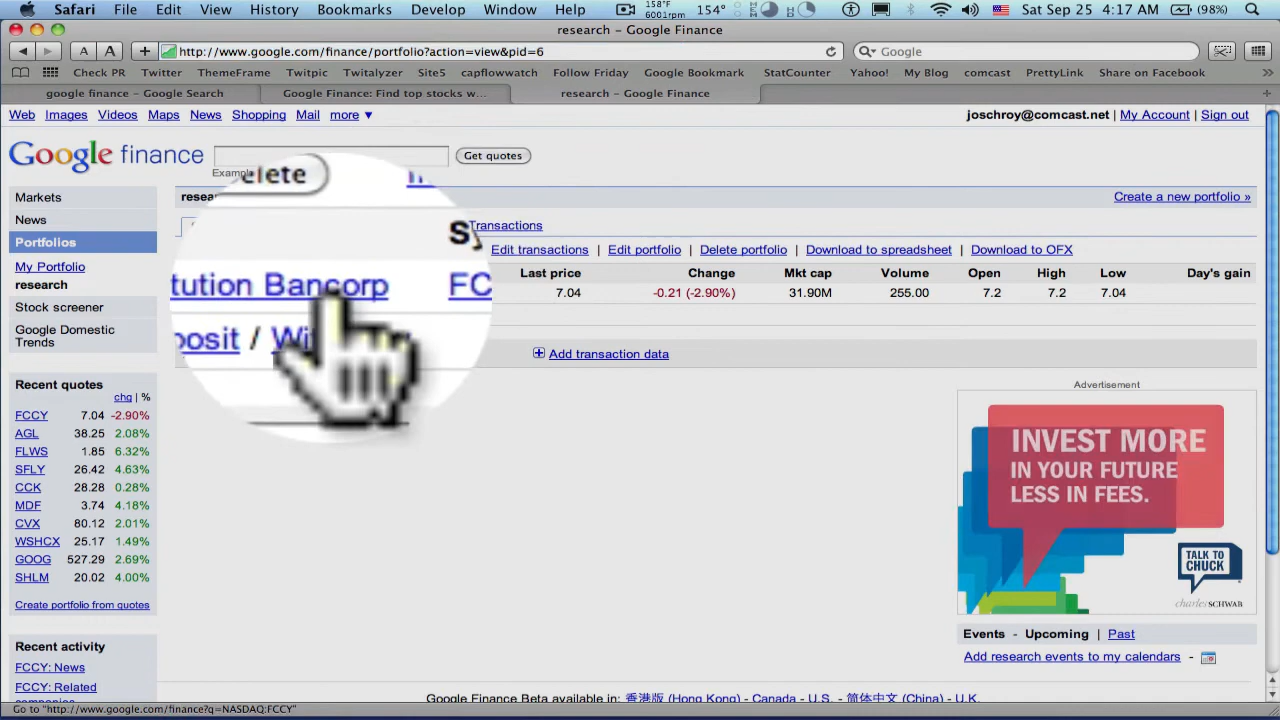 Safari File Edit View History Bookmarks Develop Window Help 158°F 6001rpm 154° Sat Sep 25 4:17 AM (98%)
research – Google Finance
A A + http://www.google.com/finance/portfolio?action=view&pid=6 Google
Check PR Twitter ThemeFrame Twitpic Twitalyzer Site5 capflowwatch Follow Friday Google Bookmark StatCounter Yahoo! My Blog comcast PrettyLink Share on Facebook »
google finance – Google Search Google Finance: Find top stocks w... research – Google Finance +
Web Images Videos Maps News Shopping Mail more ▼ joschroy@comcast.net | My Account | Sign out
Google finance Get quotes
Example
elete
Markets
resea
Create a new portfolio »
News
Portfolios
Transactions
Edit transactions | Edit portfolio | Delete portfolio | Download to spreadsheet | Download to OFX
Sy
Last price Change Mkt cap Volume Open High Low Day's gain
tution Bancorp FC 7.04 -0.21 (-2.90%) 31.90M 255.00 7.2 7.2 7.04
posit / Wi
Add transaction data
My Portfolio
research
Stock screener
Google Domestic
Trends
Recent quotes
chg | %
FCCY 7.04 -2.90%
AGL 38.25 2.08%
FLWS 1.85 6.32%
SFLY 26.42 4.63%
CCK 28.28 0.28%
MDF 3.74 4.18%
CVX 80.12 2.01%
WSHCX 25.17 1.49%
GOOG 527.29 2.69%
SHLM 20.02 4.00%
Create portfolio from quotes
Recent activity
FCCY: News
FCCY: Related
companies
Advertisement
INVEST MORE
IN YOUR FUTURE
LESS IN FEES.
TALK TO
CHUCK
charles SCHWAB
Events - Upcoming | Past
Add research events to my calendars -
Google Finance Beta available in: 香港版 (Hong Kong) - Canada - U.S. - 简体中文 (China) - U.K.
Go to "http://www.google.com/finance?q=NASDAQ:FCCY"